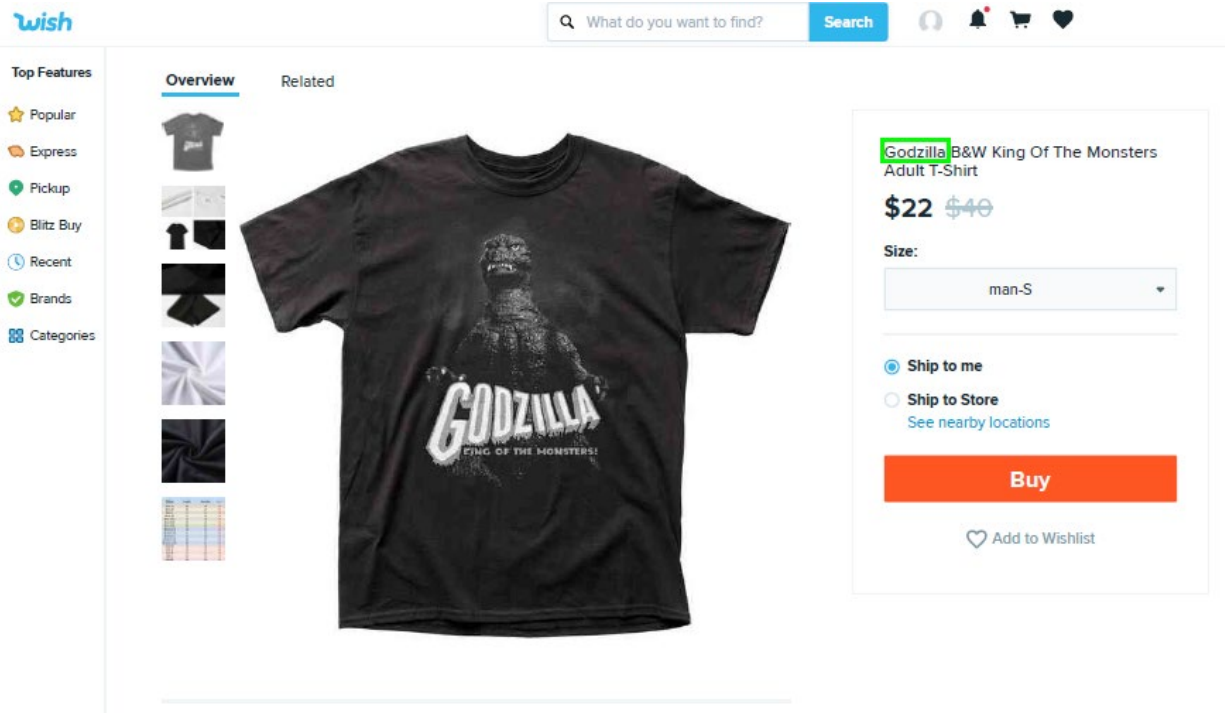 wish
What do you want to find?
Search
Top Features
Popular
Express
Pickup
Blitz Buy
Recent
Brands
Categories
Overview
Related
GODZILLA
KING OF THE MONSTERS!
Godzilla B&W King Of The Monsters
Adult T-Shirt
$22 $40
Size:
man-S
Ship to me
Ship to Store
See nearby locations
Buy
Add to Wishlist